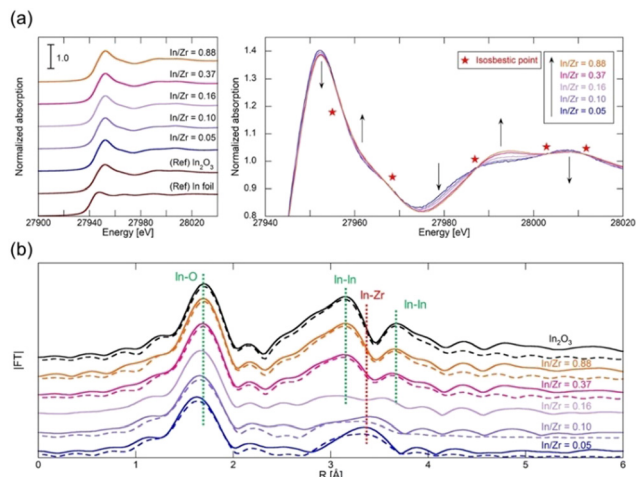 (a)
1.0
In/Zr = 0.88
In/Zr = 0.37
In/Zr = 0.16
In/Zr = 0.10
In/Zr = 0.05
(Ref) In₂O₃
(Ref) In foil
Normalized absorption
27900 27940 27980 28020
Energy [eV]
1.4
1.3
1.2
1.1
1.0
0.9
0.8
Normalized absorption
Isosbestic point
In/Zr = 0.88
In/Zr = 0.37
In/Zr = 0.16
In/Zr = 0.10
In/Zr = 0.05
27940 27960 27980 28000 28020
Energy [eV]
(b)
In-O
In-In
In-Zr
In-In
|FT|
In₂O₃
In/Zr = 0.88
In/Zr = 0.37
In/Zr = 0.16
In/Zr = 0.10
In/Zr = 0.05
0 1 2 3 4 5 6
R [Å]